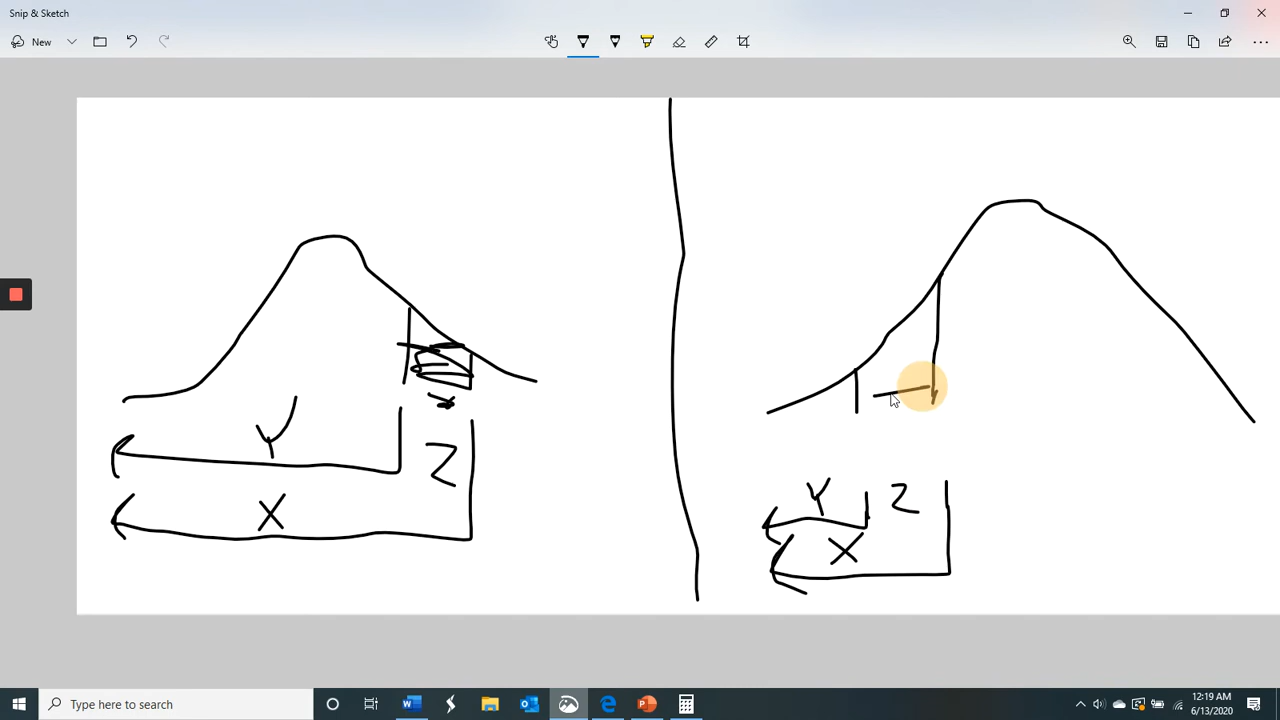 Snip & Sketch
New
Y
Z
X
Y Z
X
Type here to search
12:19 AM
6/13/2020